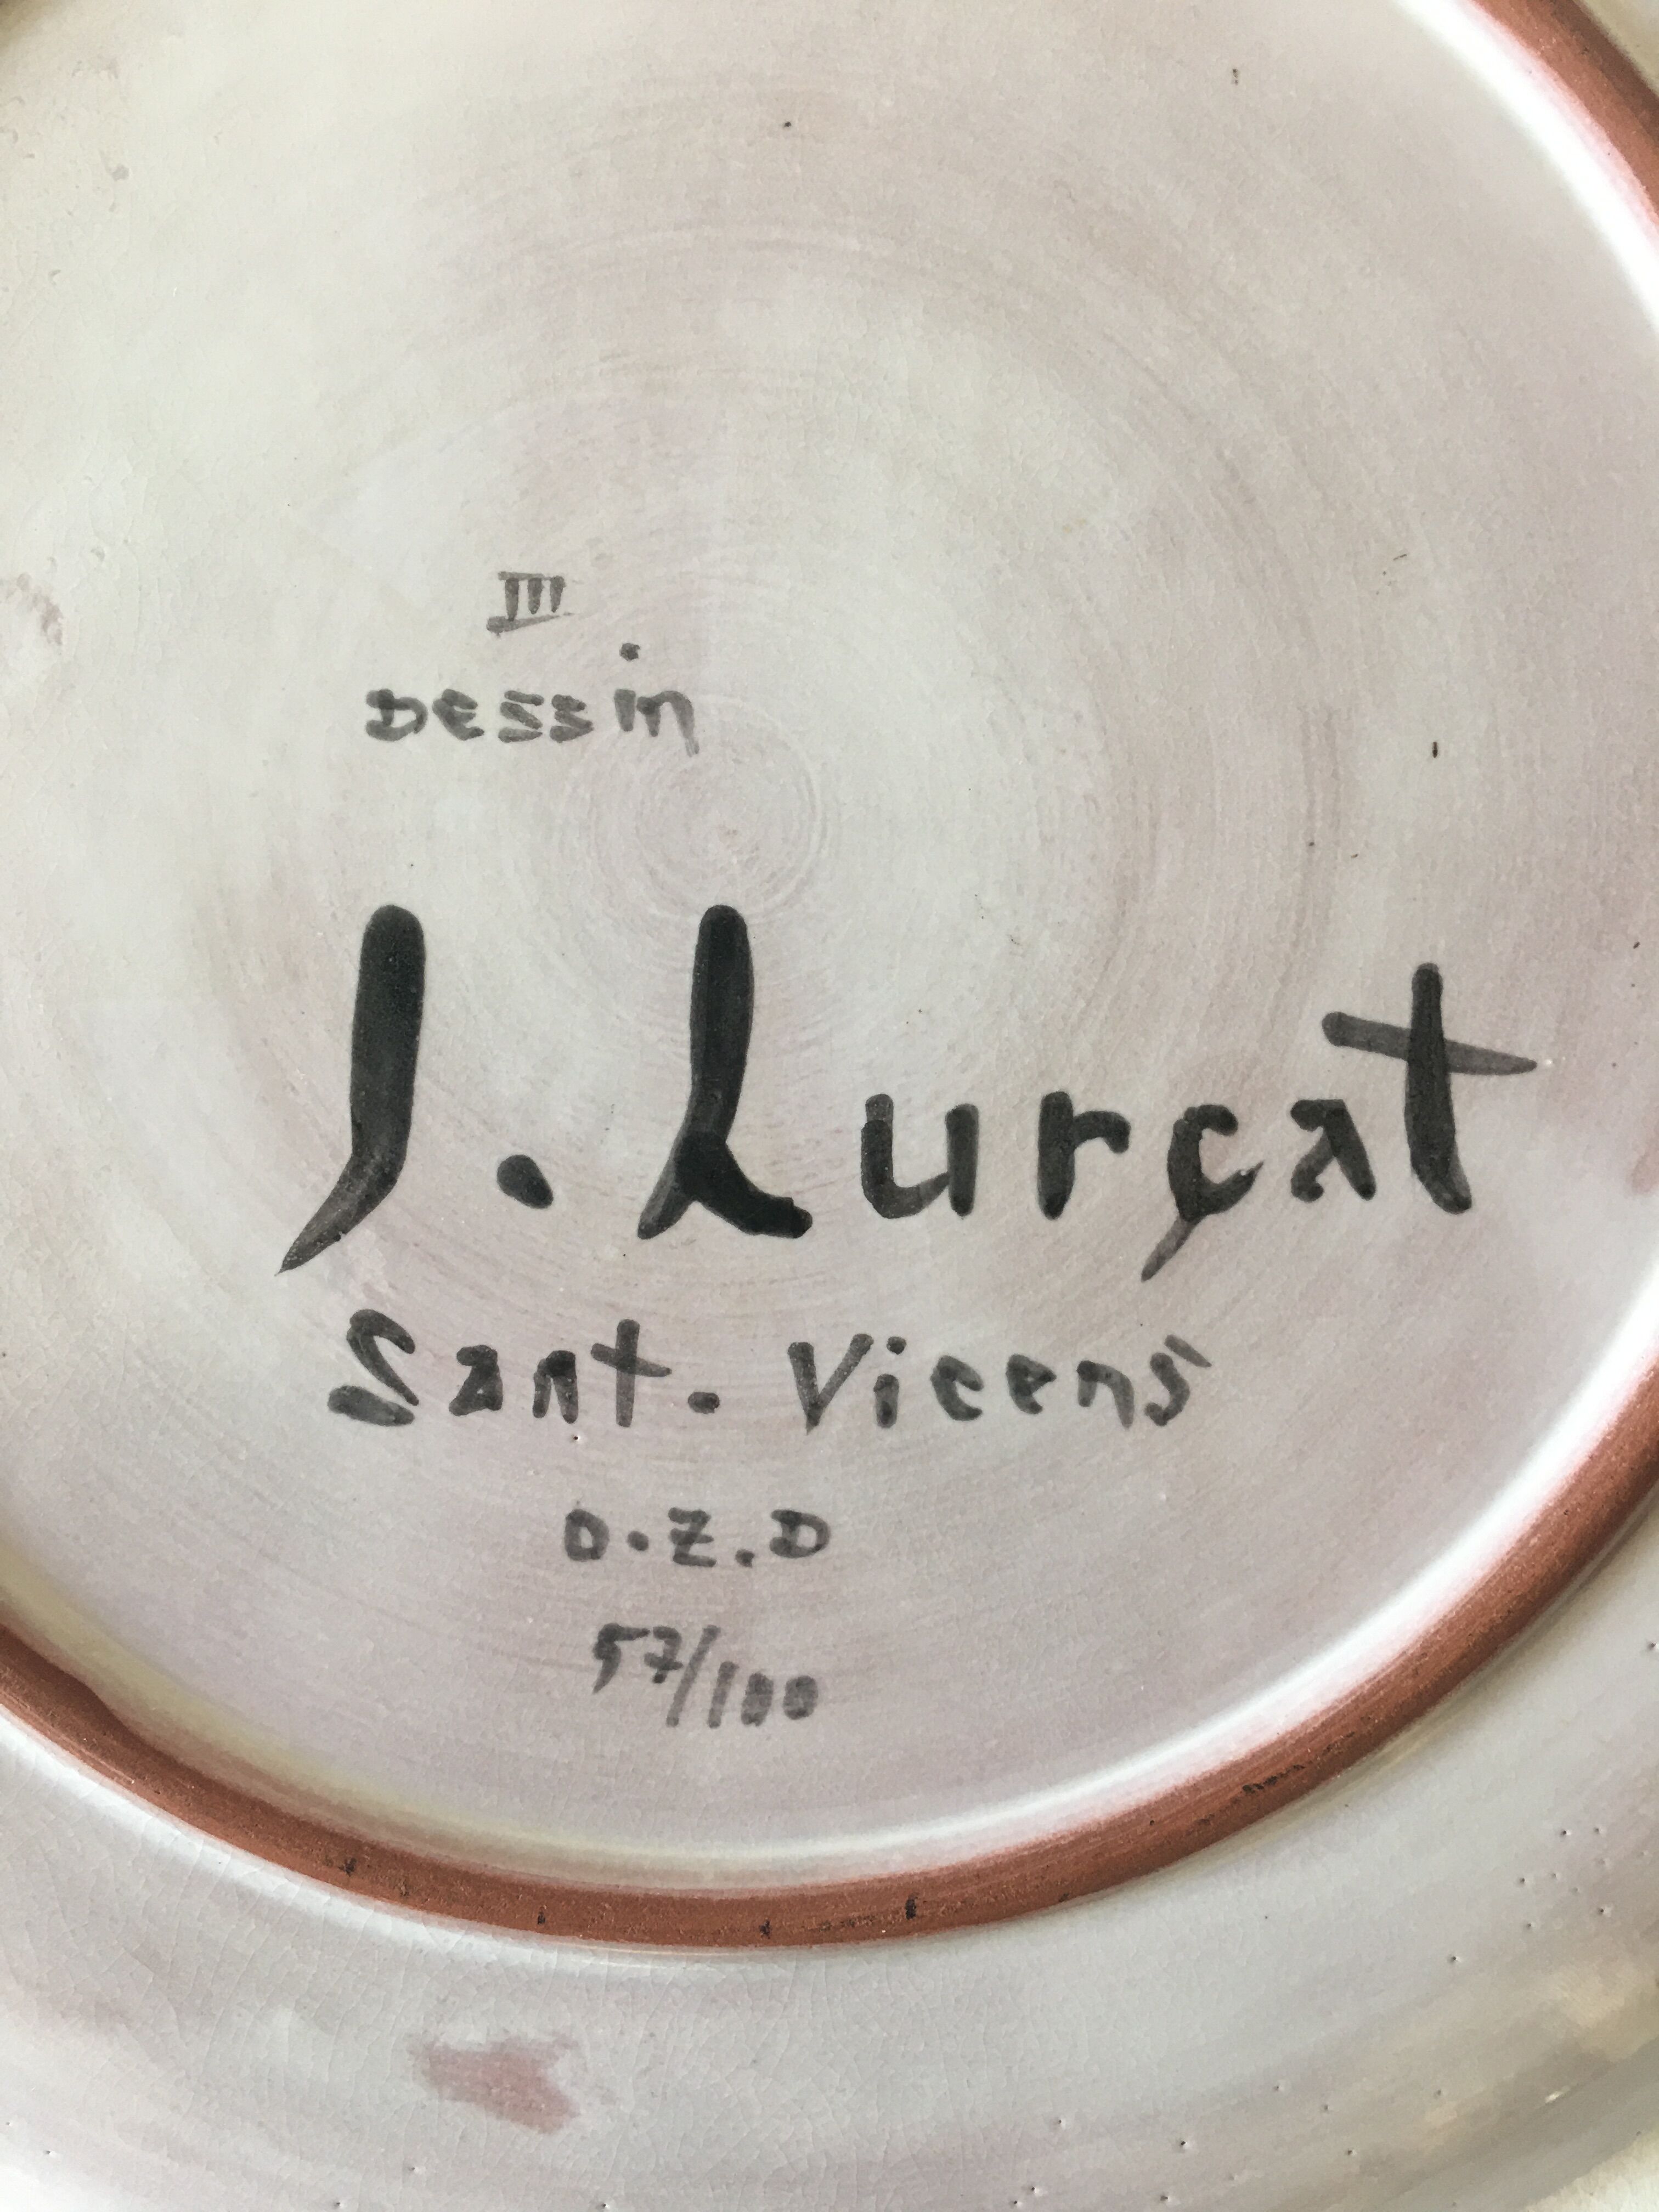 III
Dessin
J. Lurçat
Sant. Vicens
D.Z.D
57/100